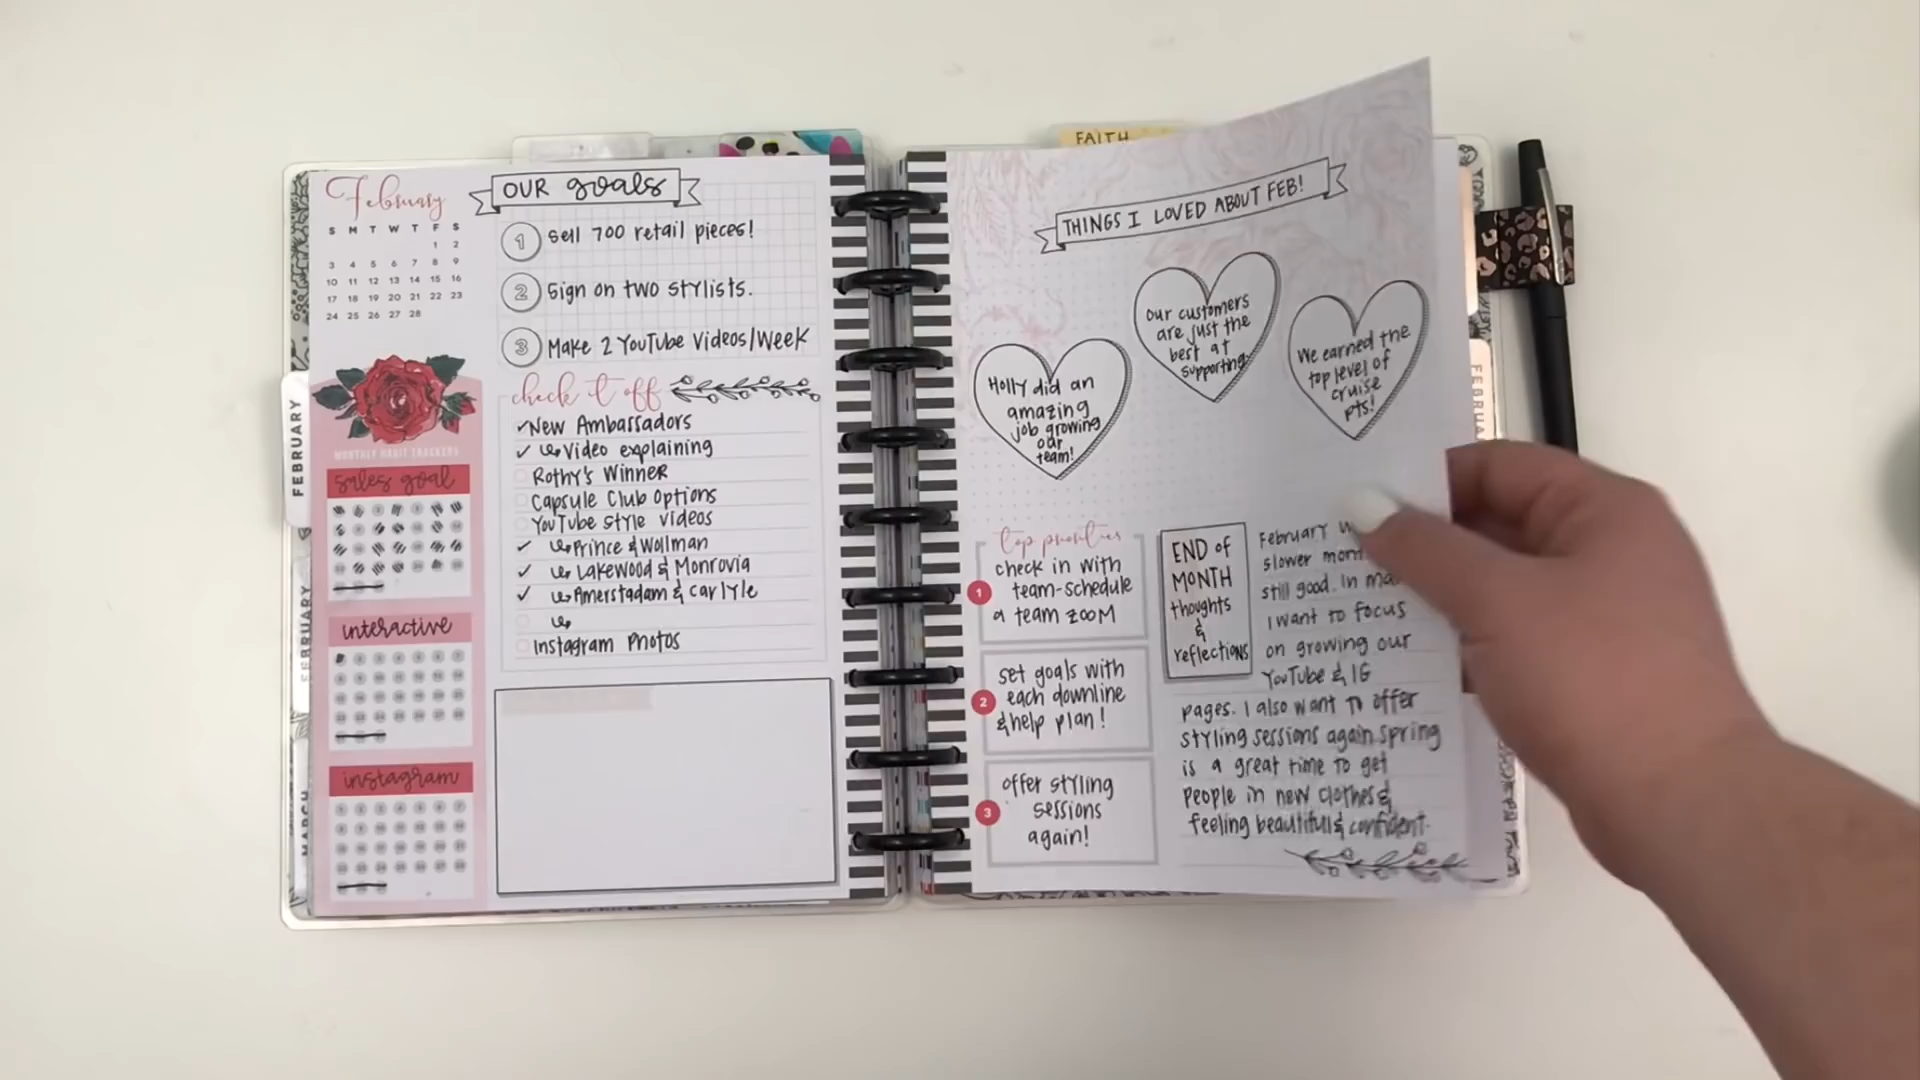 FAITH
February
S M T W T F S
1 2
3 4 5 6 7 8 9
10 11 12 13 14 15 16
17 18 19 20 21 22 23
24 25 26 27 28
MONTHLY HABIT TRACKERS
sales goal
interactive
instagram
FEBRUARY
FEBRUARY
MARCH
OUR goals
1 Sell 700 retail pieces!
2 Sign on two stylists.
3 Make 2 YouTube Videos/Week
check it off
✓New Ambassadors
✓ ↳Video explaining
Rothy's Winner
Capsule Club Options
YouTube style videos
✓ ↳Prince & Wollman
✓ ↳Lakewood & Monrovia
✓ ↳Amerstadam & carlyle
↳
Instagram Photos
THINGS I LOVED ABOUT FEB!
Holly did an
amazing
job growing
our
team!
Our customers
are just the
best at
supporting.
We earned the
top level of
cruise
pts!
top priorities
1
check in with
team-schedule
a team zoom
2
set goals with
each downline
& help plan!
3
offer styling
sessions
again!
END of
MONTH
thoughts
&
reflections
February
slower
still good. In
I want to focus
on growing our
YouTube & IG
pages. I also want to offer
styling sessions again.spring
is a great time to get
people in new clothes &
feeling beautiful & confident.
FEBRUAR